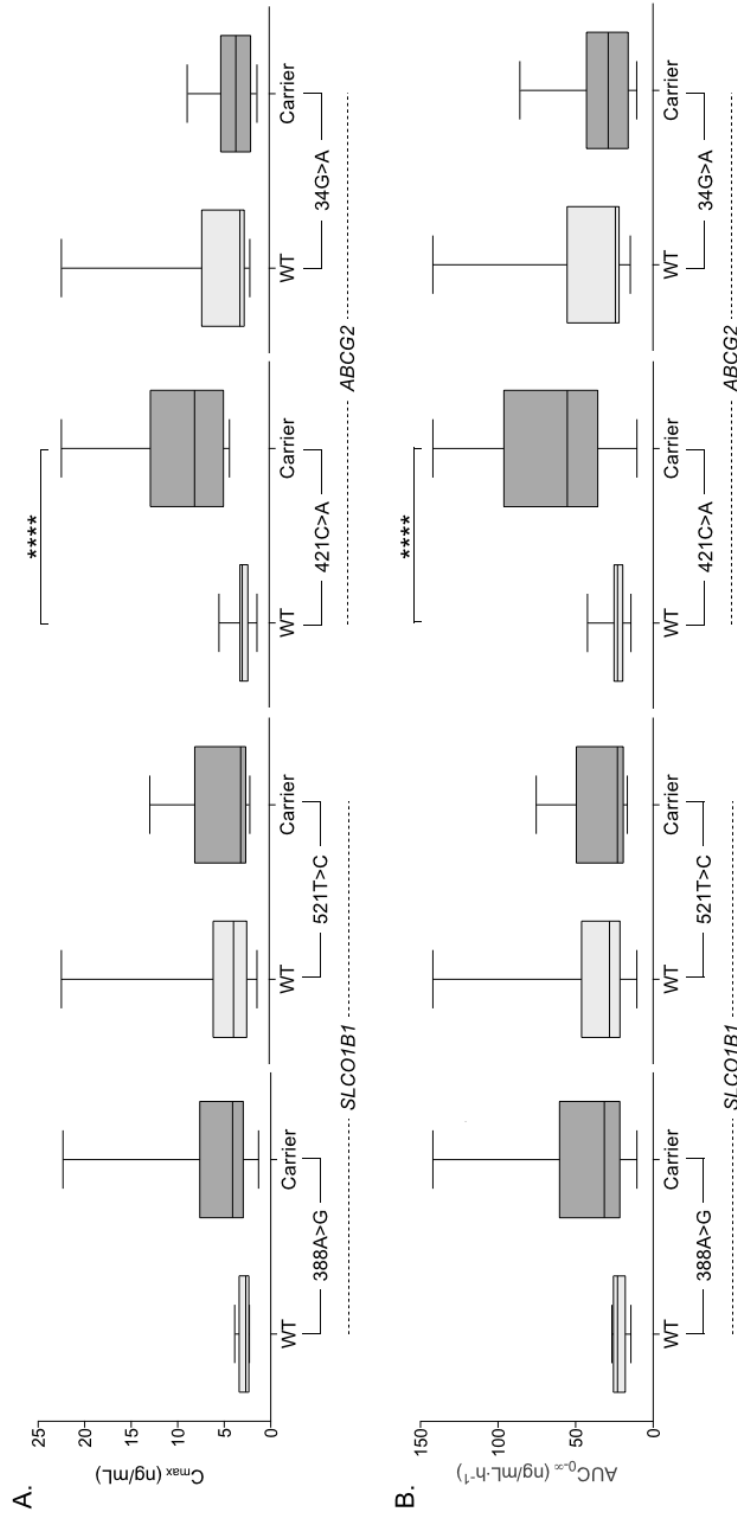 A.
C_max (ng/mL)
25
20
15
10
5
0
****
WT Carrier WT Carrier WT Carrier WT Carrier
388A>G 521T>C 421C>A 34G>A
SLCO1B1 ABCG2
B.
AUC_0-∞ (ng/mL·h⁻¹)
150
100
50
0
****
WT Carrier WT Carrier WT Carrier WT Carrier
388A>G 521T>C 421C>A 34G>A
SLCO1B1 ABCG2